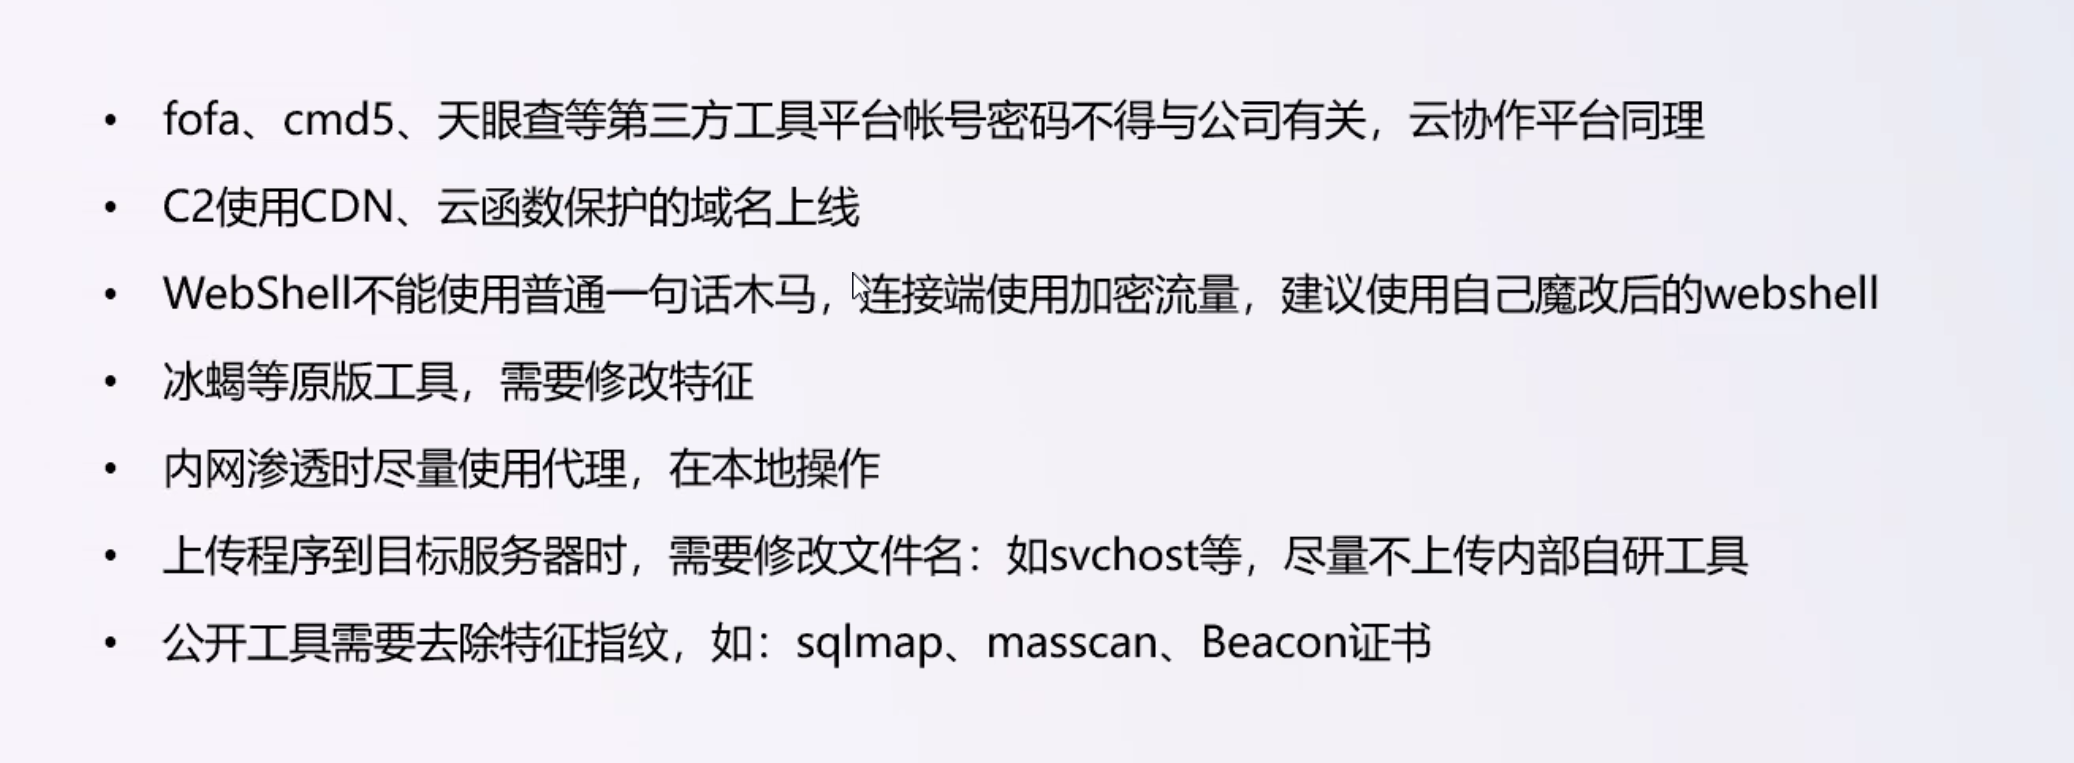 • fofa、cmd5、天眼查等第三方工具平台帐号密码不得与公司有关，云协作平台同理
• C2使用CDN、云函数保护的域名上线
• WebShell不能使用普通一句话木马，连接端使用加密流量，建议使用自己魔改后的webshell
• 冰蝎等原版工具，需要修改特征
• 内网渗透时尽量使用代理，在本地操作
• 上传程序到目标服务器时，需要修改文件名：如svchost等，尽量不上传内部自研工具
• 公开工具需要去除特征指纹，如：sqlmap、masscan、Beacon证书